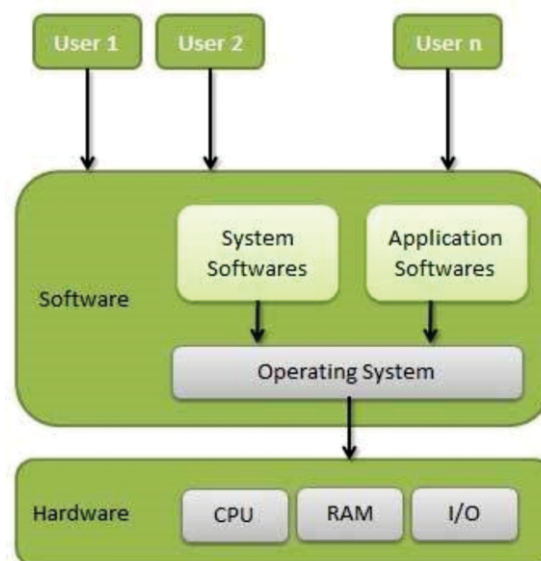 User 1
User 2
User n
System
Softwares
Application
Softwares
Software
Operating System
Hardware
CPU
RAM
I/O